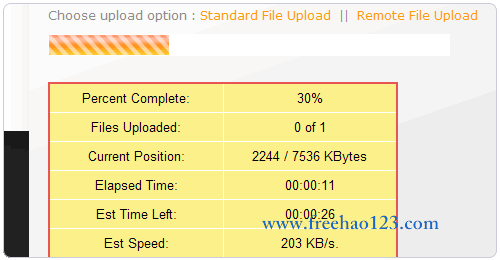 Choose upload option : Standard File Upload || Remote File Upload
Percent Complete: 30%
Files Uploaded: 0 of 1
Current Position: 2244 / 7536 KBytes
Elapsed Time: 00:00:11
Est Time Left: 00:00:26
www.freehao123.com
Est Speed: 203 KB/s.